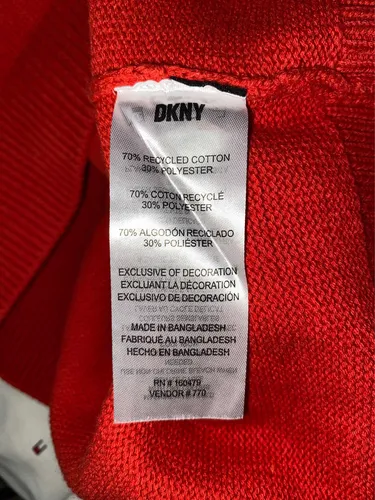 DKNY
70% RECYCLED COTTON
30% POLYESTER
70% COTON RECYCLÉ
30% POLYESTER
70% ALGODÓN RECICLADO
30% POLIÉSTER
EXCLUSIVE OF DECORATION
EXCLUANT LA DÉCORATION
EXCLUSIVO DE DECORACIÓN
MADE IN BANGLADESH
FABRIQUÉ AU BANGLADESH
HECHO EN BANGLADESH
RN # 160479
VENDOR # 770